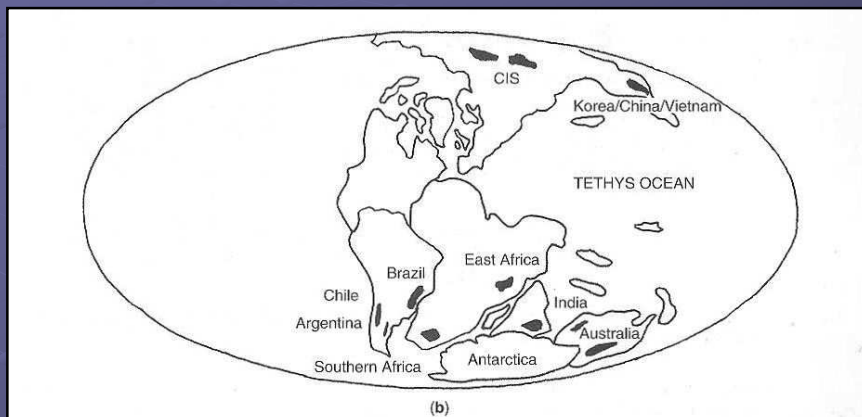 CIS
Korea/China/Vietnam
TETHYS OCEAN
East Africa
Brazil
India
Chile
Argentina
Australia
Southern Africa
Antarctica
(b)